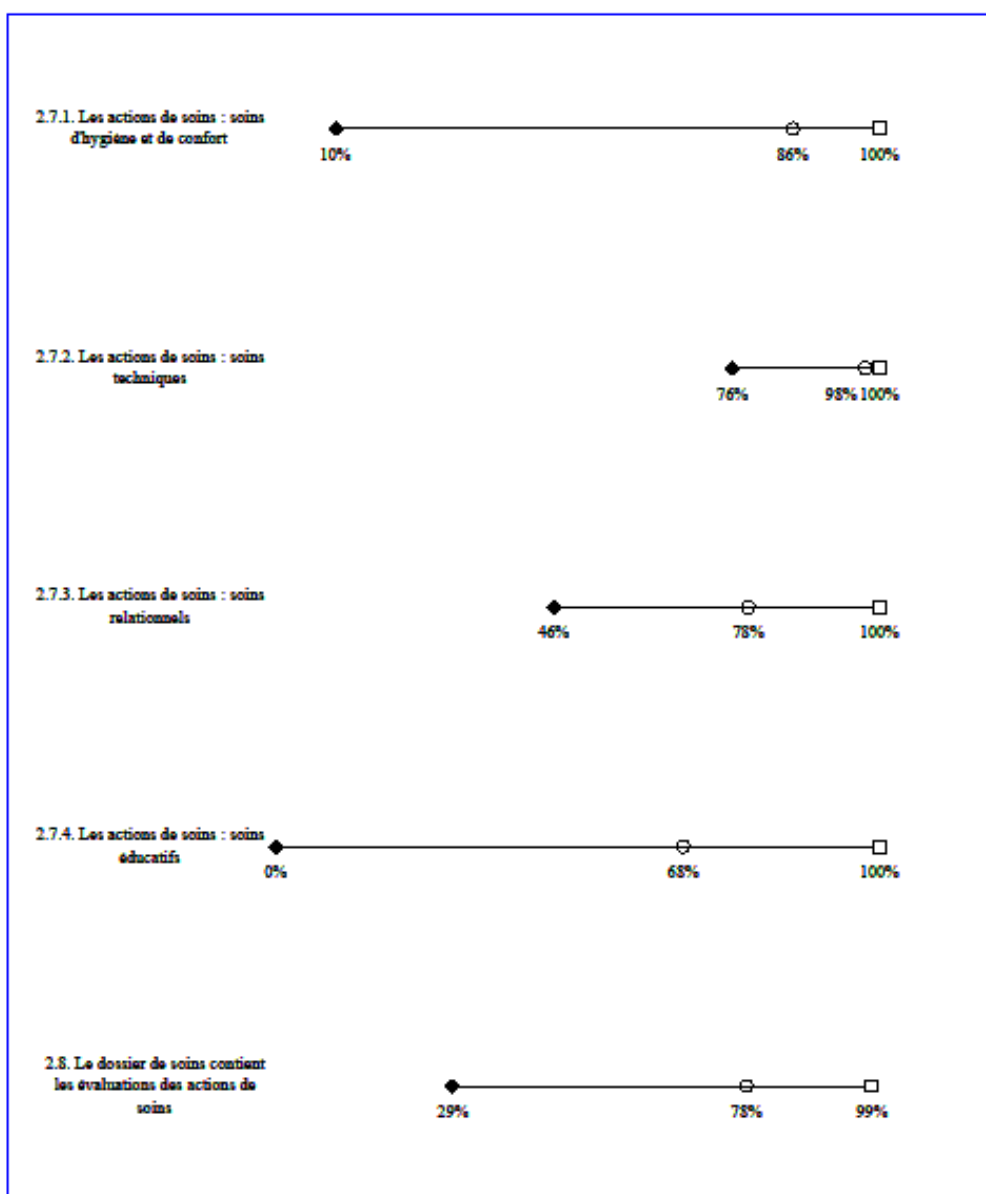 2.7.1. Les actions de soins : soins
d'hygiène et de confort
10%
86%
100%
2.7.2. Les actions de soins : soins
techniques
76%
98%
100%
2.7.3. Les actions de soins : soins
relationnels
46%
78%
100%
2.7.4. Les actions de soins : soins
éducatifs
0%
68%
100%
2.8. Le dossier de soins contient
les évaluations des actions de
soins
29%
78%
99%